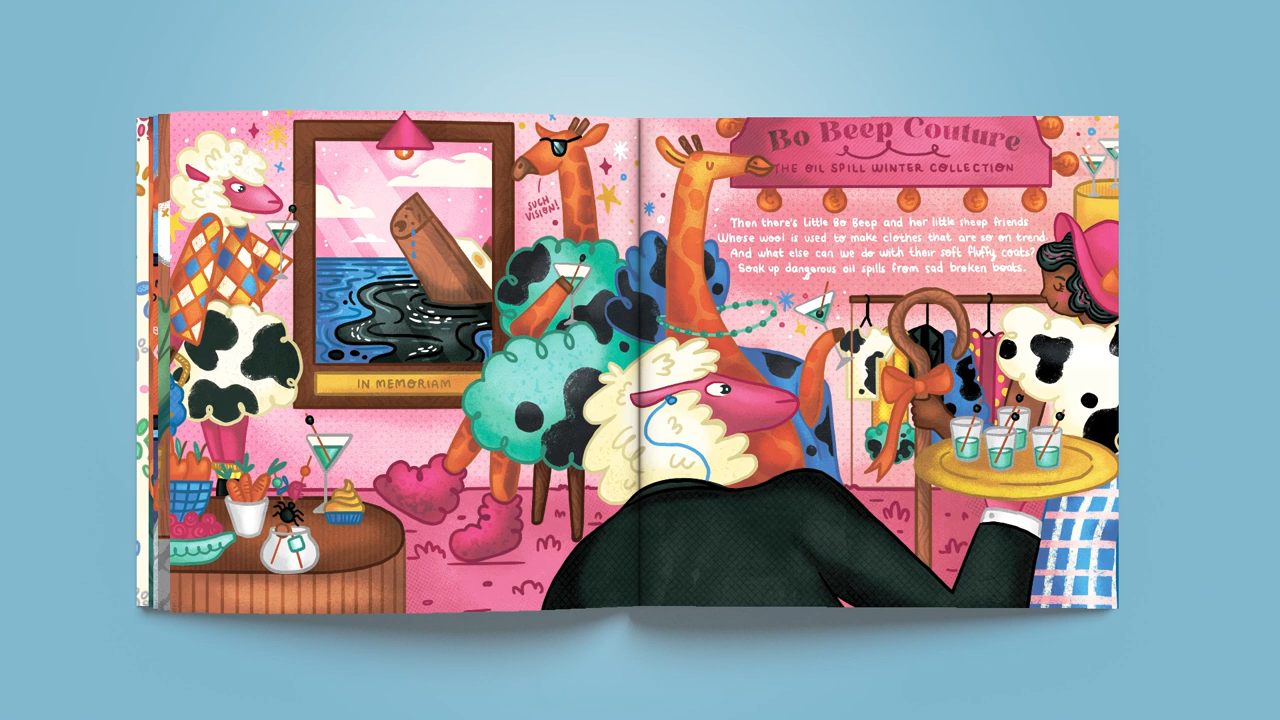 SUCH
VISION!
IN MEMORIAM
Bo Beep Couture
THE OIL SPILL WINTER COLLECTION
Then there's Little Bo Beep and her little sheep friends
Whose wool is used to make clothes that are so on trend.
And what else can we do with their soft fluffy coats?
Soak up dangerous oil spills from sad broken boats.